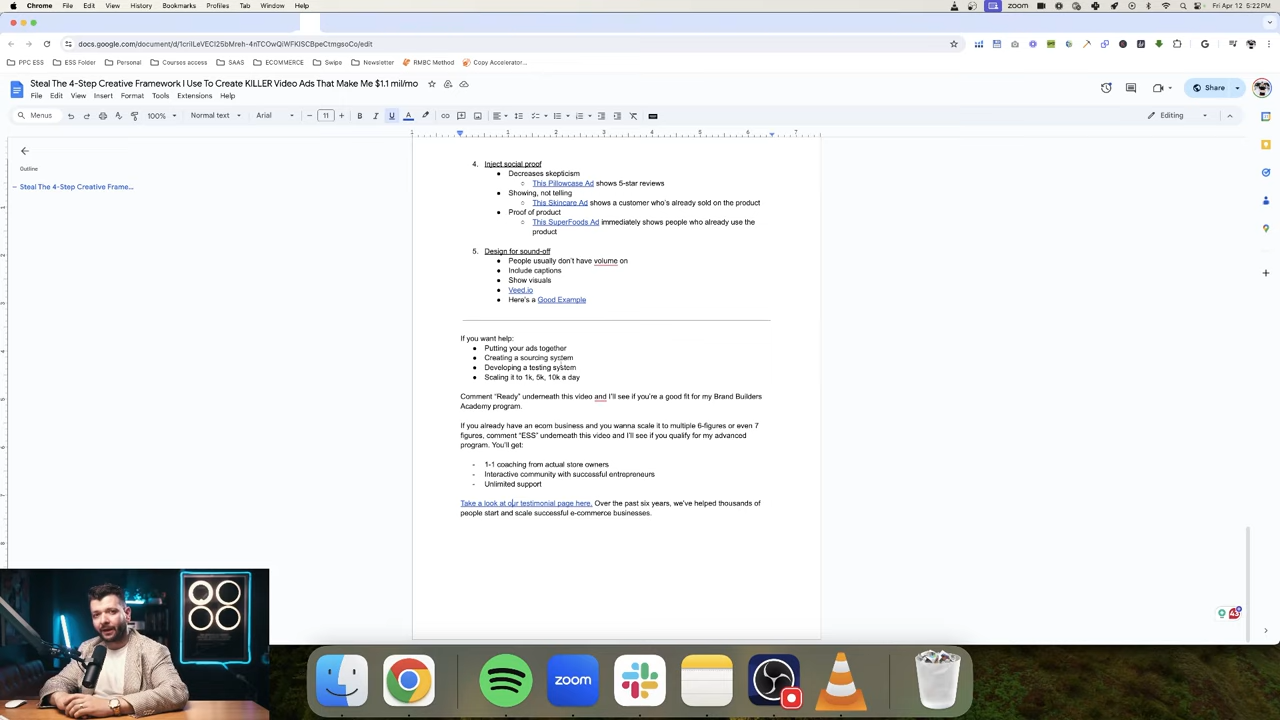 Chrome File Edit View History Bookmarks Profiles Tab Window Help
zoom
Fri Apr 12 5:22 PM
Steal The 4-Step Creative Framework I Use To Create KILLER Video Ads That Make Me $1.1 mil/mo
PPC ESS ESS Folder Personal Courses access SAAS ECOMMERCE Swipe Newsletter RMBC Method Copy Accelerator...
File Edit View Insert Format Tools Extensions Help
Share
Menus 100% Normal text Arial 11 Editing
1 1 2 3 4 5 6 7
Outline
Steal The 4-Step Creative Frame...
4. Inject social proof
● Decreases skepticism
○ This Pillowcase Ad shows 5-star reviews
● Showing, not telling
○ This Skincare Ad shows a customer who's already sold on the product
● Proof of product
○ This SuperFoods Ad immediately shows people who already use the
product
5. Design for sound-off
● People usually don't have volume on
● Include captions
● Show visuals
● Veed.io
● Here's a Good Example
If you want help:
● Putting your ads together
● Creating a sourcing system
● Developing a testing system
● Scaling it to 1k, 5k, 10k a day
Comment “Ready” underneath this video and I'll see if you're a good fit for my Brand Builders
Academy program.
If you already have an ecom business and you wanna scale it to multiple 6-figures or even 7
figures, comment “ESS” underneath this video and I'll see if you qualify for my advanced
program. You'll get:
- 1-1 coaching from actual store owners
- Interactive community with successful entrepreneurs
- Unlimited support
Take a look at our testimonial page here. Over the past six years, we've helped thousands of
people start and scale successful e-commerce businesses.
zoom